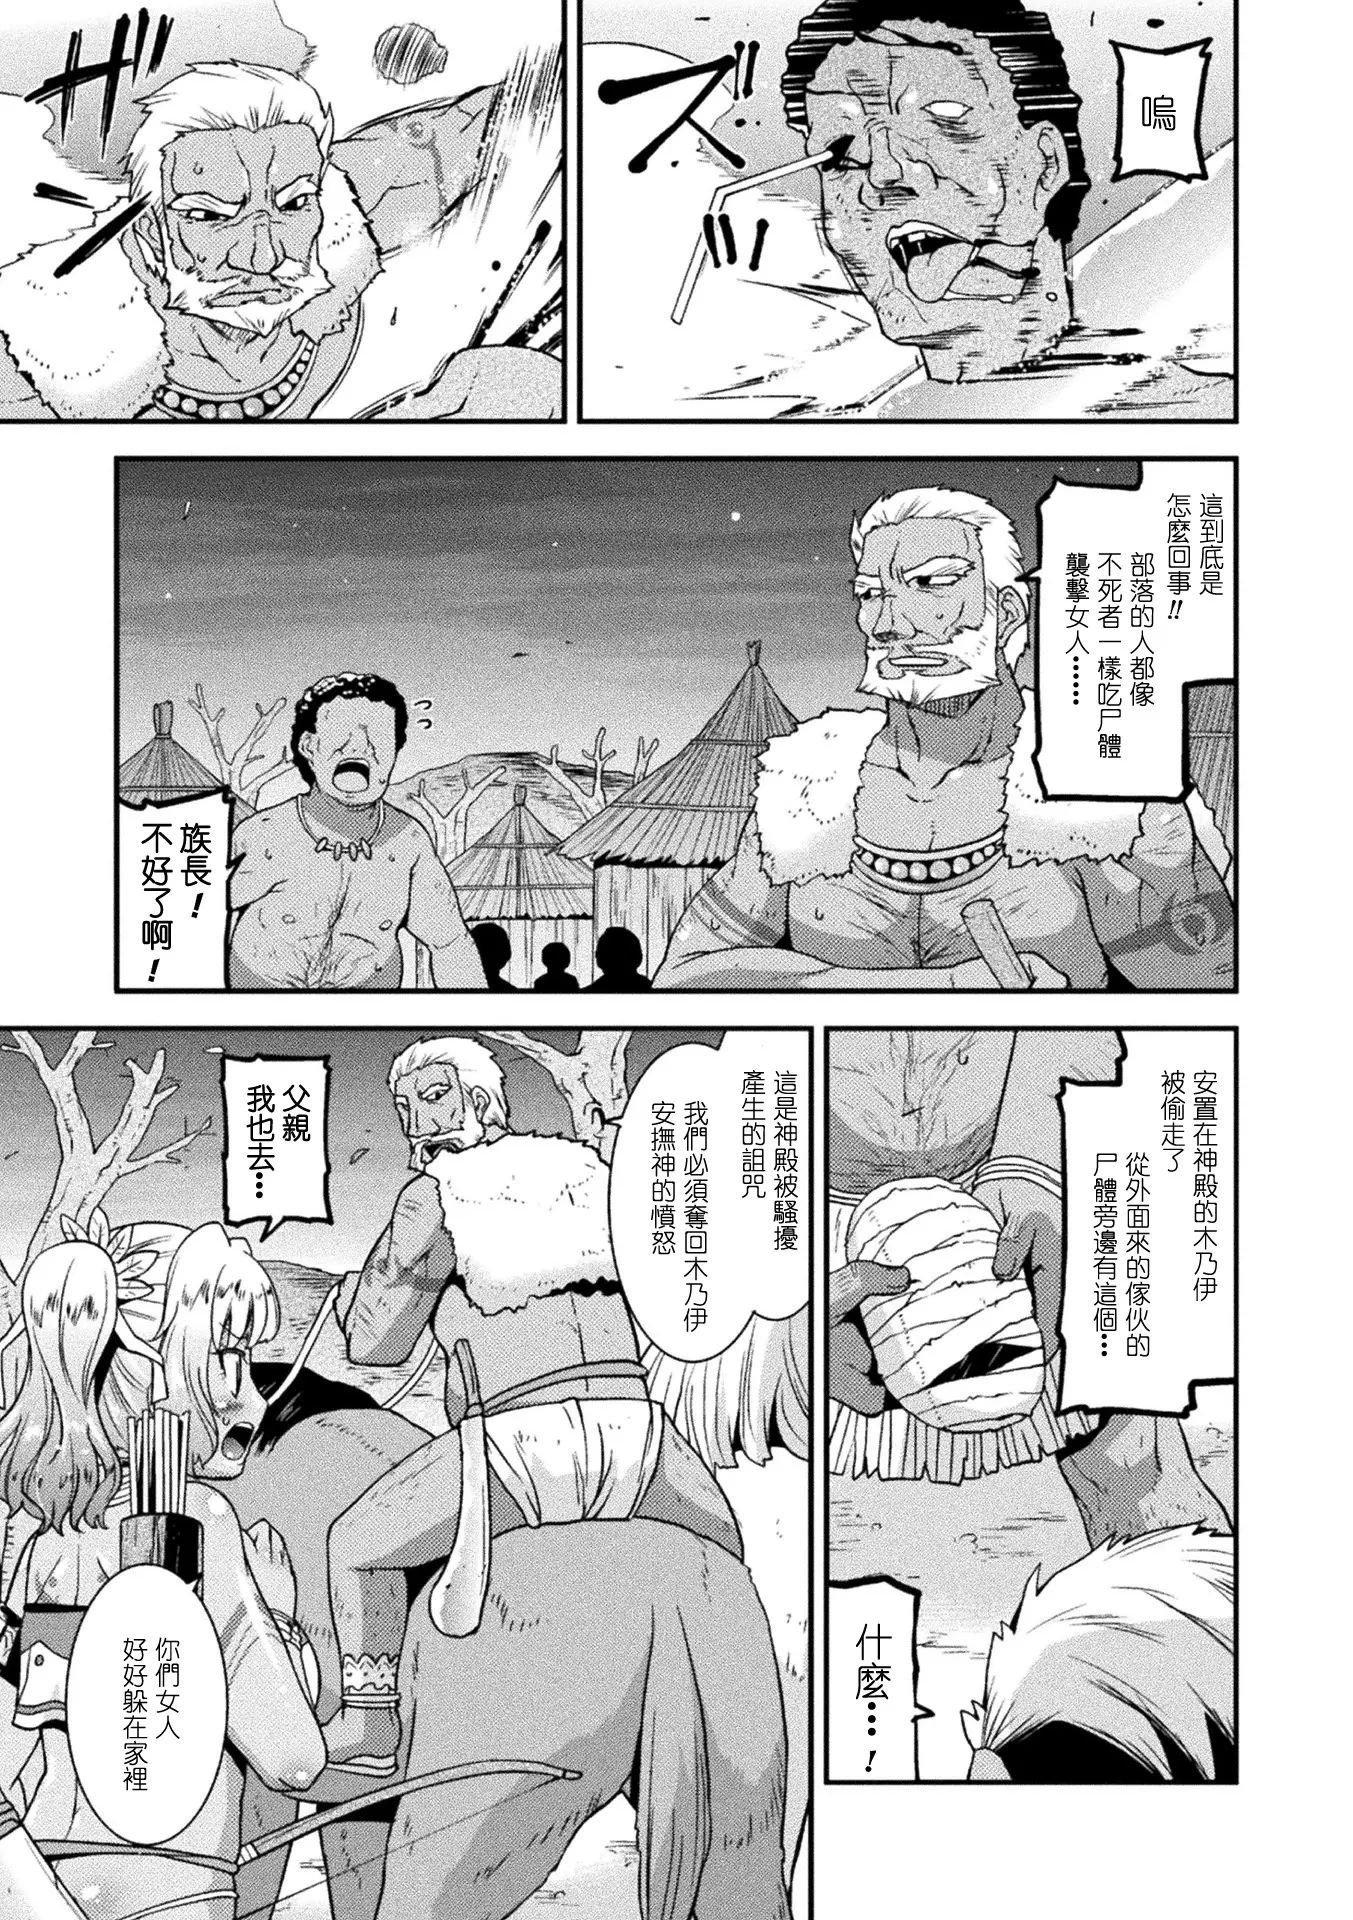 嗚
ズ
這到底是
怎麼回事!!
部落的人都像
不死者一樣吃尸體
襲擊女人……
族長!
不好了啊!
安置在神殿的木乃伊
被偷走了
從外面來的傢伙的
尸體旁邊有這個…
什麼…!
這是神殿被騷擾
產生的詛咒
我們必須奪回木乃伊
安撫神的憤怒
父親
我也去…
你們女人
好好躲在家裡